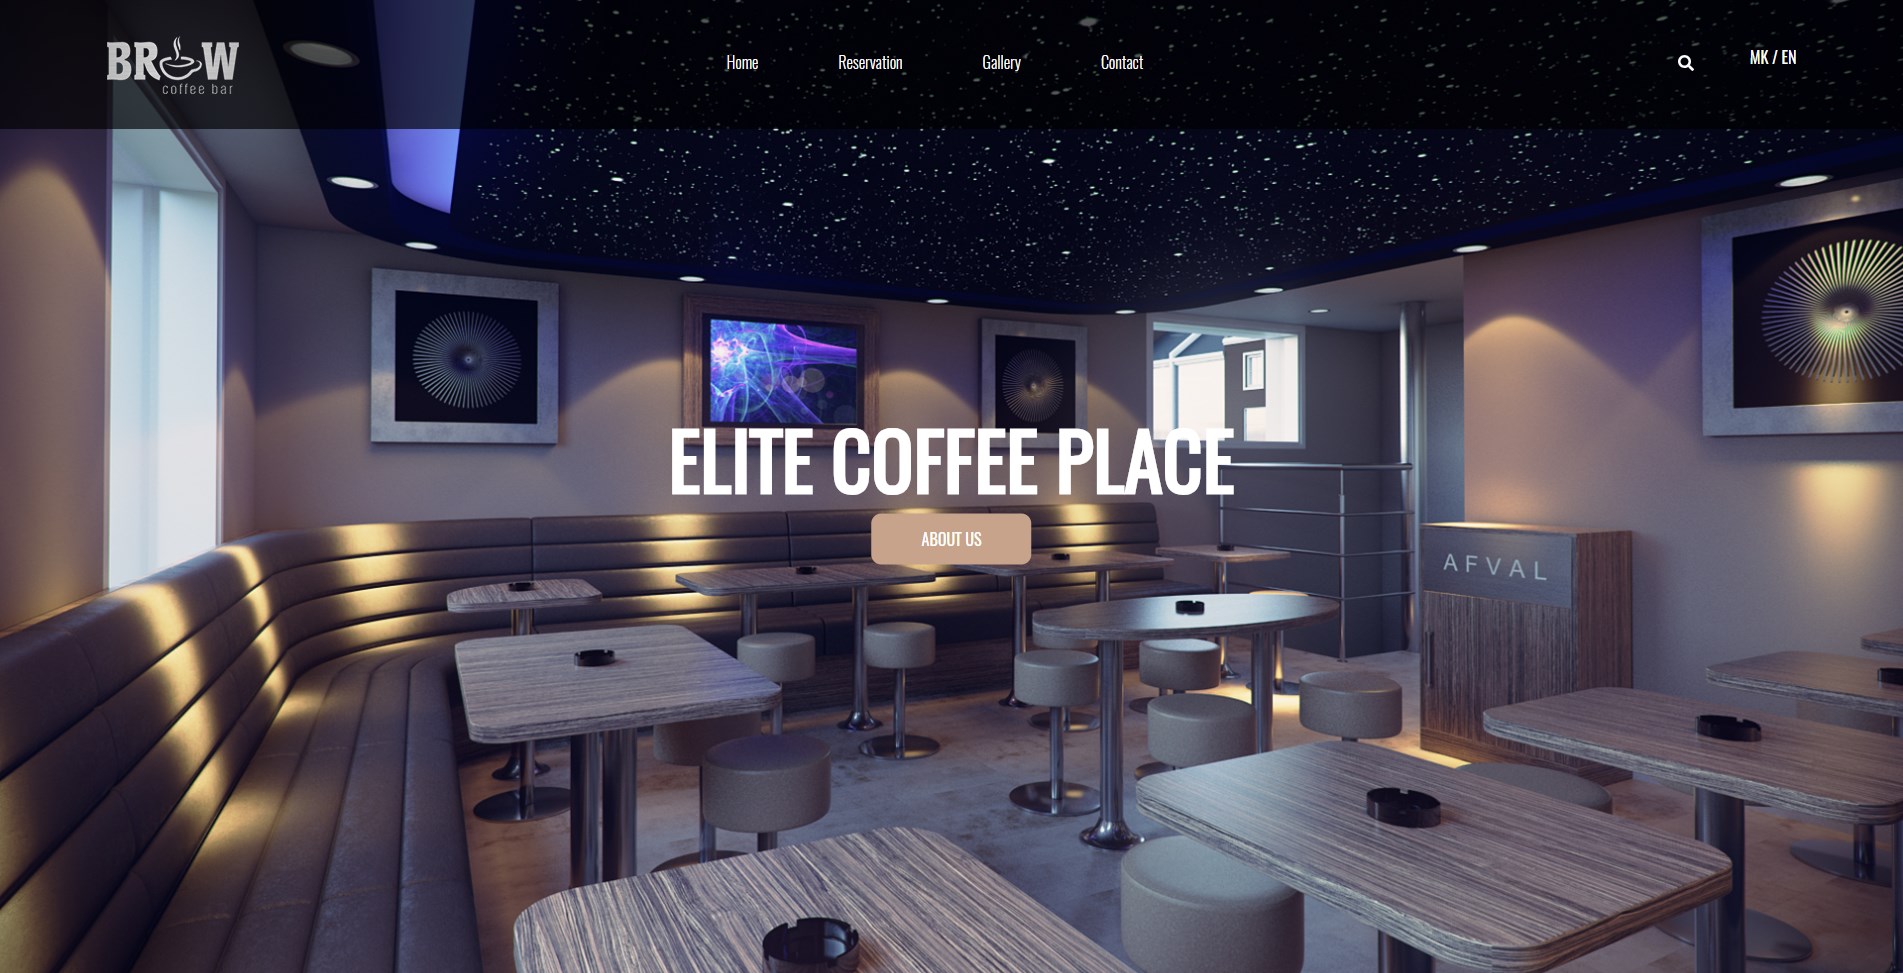 BREW
coffee bar
Home
Reservation
Gallery
Contact
MK / EN
ELITE COFFEE PLACE
ABOUT US
AFVAL